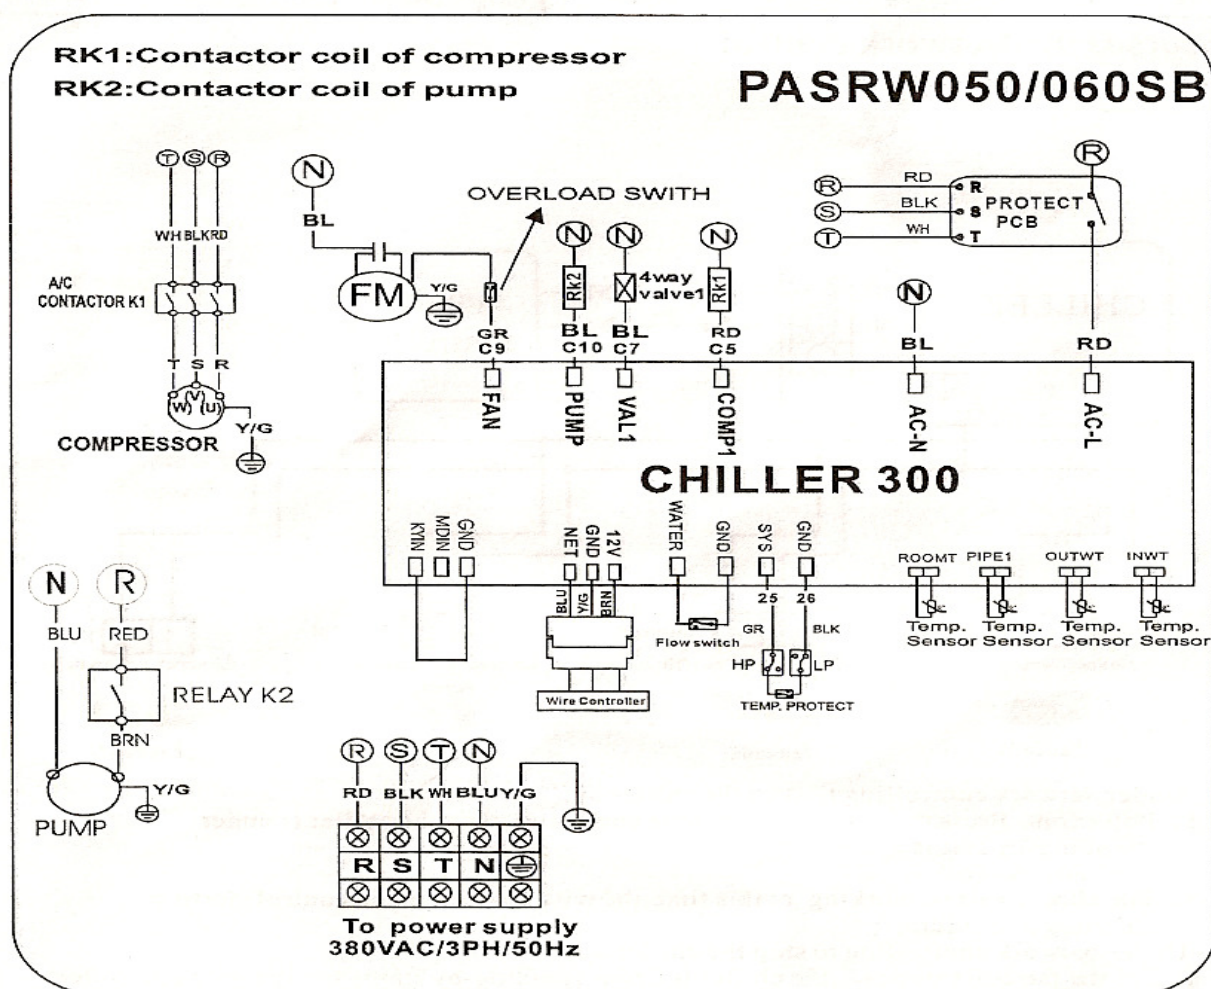 RK1:Contactor coil of compressor
RK2:Contactor coil of pump
PASRW050/060SB
T S R
WH BLK RD
A/C
CONTACTOR K1
T S R
(W) (V) (U)
Y/G
COMPRESSOR
N
BL
FM
Y/G
OVERLOAD SWITH
GR
C9
N
Rk2
BL
C10
N
4way
valve1
BL
C7
N
Rk1
RD
C5
R
R RD R
S BLK S
T WH T
PROTECT
PCB
N
BL
RD
FAN
PUMP
VAL1
COMP1
AC-N
AC-L
CHILLER 300
KYIN
MDIN
GND
NET
GND
12V
WATER
GND
SYS
GND
ROOMT
PIPE1
OUTWT
INWT
BLU
Y/G
BRN
Wire Controller
Flow switch
25
26
GR
BLK
HP
LP
TEMP. PROTECT
Temp.
Sensor
Temp.
Sensor
Temp.
Sensor
Temp.
Sensor
N R
BLU RED
RELAY K2
BRN
Y/G
PUMP
R S T N
RD BLK WH BLU Y/G
R S T N
To power supply
380VAC/3PH/50Hz